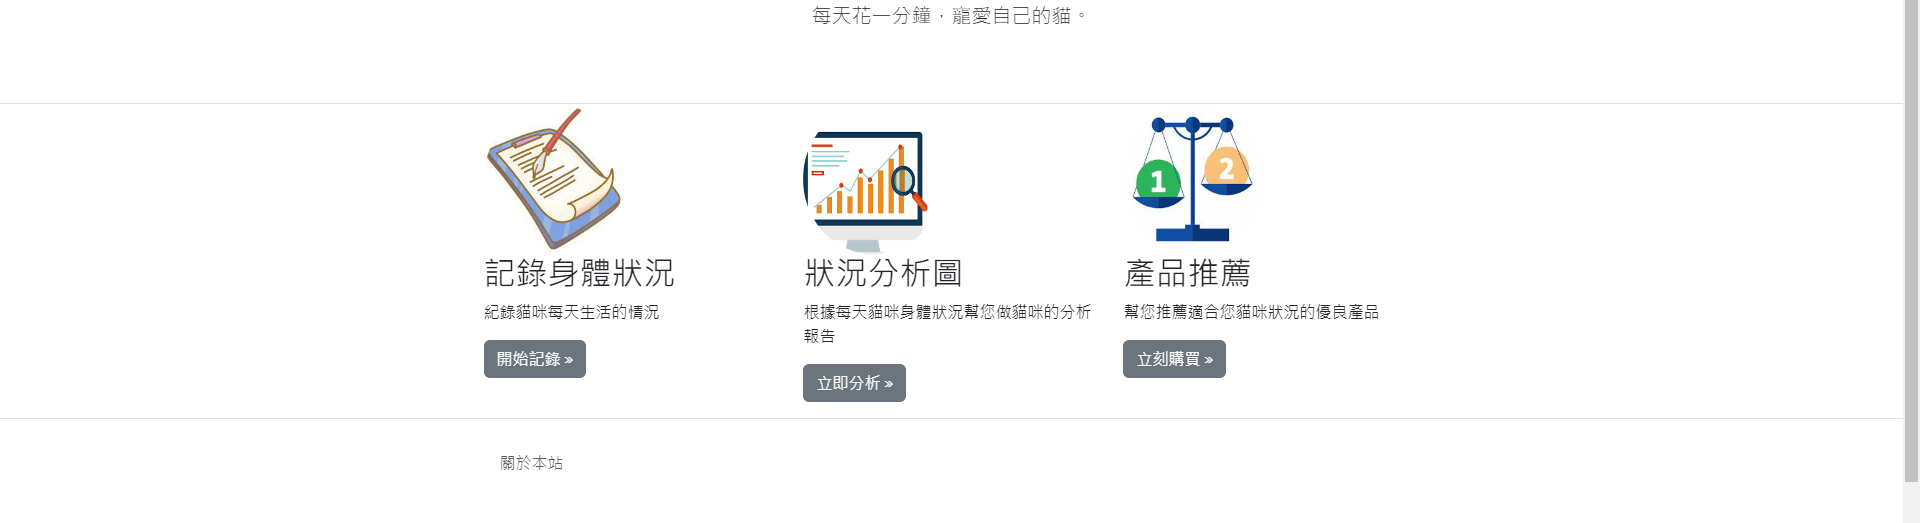 每天花一分鐘，寵愛自己的貓。
1
2
記錄身體狀況
紀錄貓咪每天生活的情況
開始記錄 »
狀況分析圖
根據每天貓咪身體狀況幫您做貓咪的分析
報告
立即分析 »
產品推薦
幫您推薦適合您貓咪狀況的優良產品
立刻購買 »
關於本站